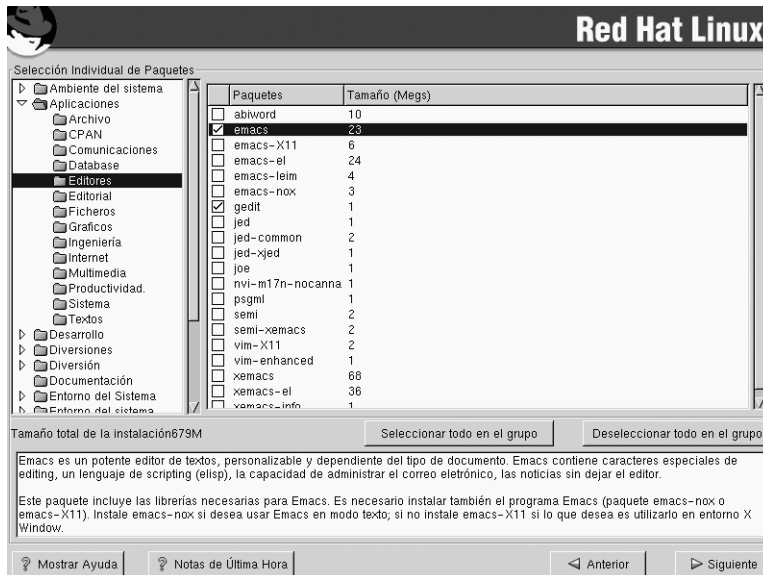 Red Hat Linux
Selección Individual de Paquetes
Ambiente del sistema
Aplicaciones
Archivo
CPAN
Comunicaciones
Database
Editores
Editorial
Ficheros
Graficos
Ingeniería
Internet
Multimedia
Productividad.
Sistema
Textos
Desarrollo
Diversiones
Diversión
Documentación
Entorno del Sistema
Entorno del sistema
Paquetes Tamaño (Megs)
abiword 10
emacs 23
emacs-X11 6
emacs-el 24
emacs-leim 4
emacs-nox 3
gedit 1
jed 1
jed-common 2
jed-xjed 1
joe 1
nvi-m17n-nocanna 1
psgml 1
semi 2
semi-xemacs 2
vim-X11 2
vim-enhanced 1
xemacs 68
xemacs-el 36
xemacs-info 1
Tamaño total de la instalación679M
Seleccionar todo en el grupo
Deseleccionar todo en el grupo
Emacs es un potente editor de textos, personalizable y dependiente del tipo de documento. Emacs contiene caracteres especiales de
editing, un lenguaje de scripting (elisp), la capacidad de administrar el correo eletrónico, las noticias sin dejar el editor.
Este paquete incluye las librerías necesarias para Emacs. Es necesario instalar también el programa Emacs (paquete emacs-nox o
emacs-X11). Instale emacs-nox si desea usar Emacs en modo texto; si no instale emacs-X11 si lo que desea es utilizarlo en entorno X
Window.
? Mostrar Ayuda
? Notas de Última Hora
Anterior
Siguiente